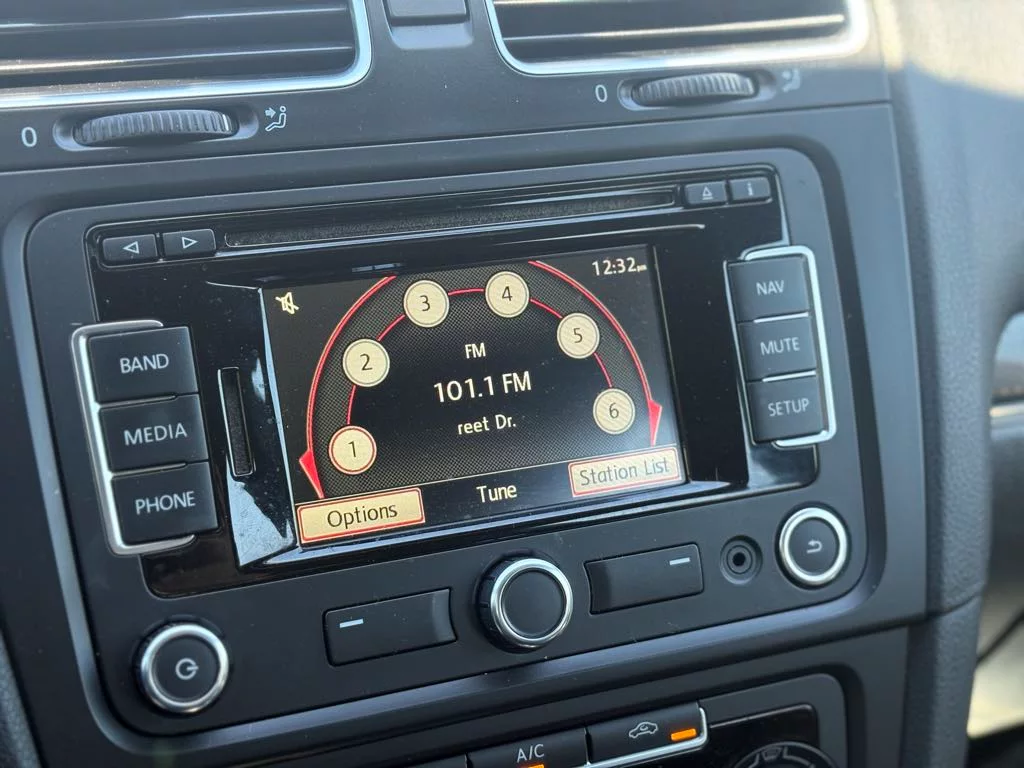 0
0
i
12:32pm
3
4
2
5
FM
101.1 FM
reet Dr.
1
6
Options
Tune
Station List
BAND
MEDIA
PHONE
NAV
MUTE
SETUP
A/C